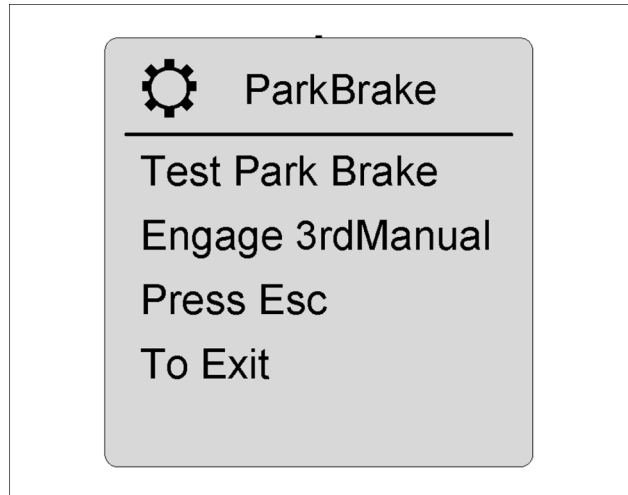 ParkBrake
Test Park Brake
Engage 3rdManual
Press Esc
To Exit